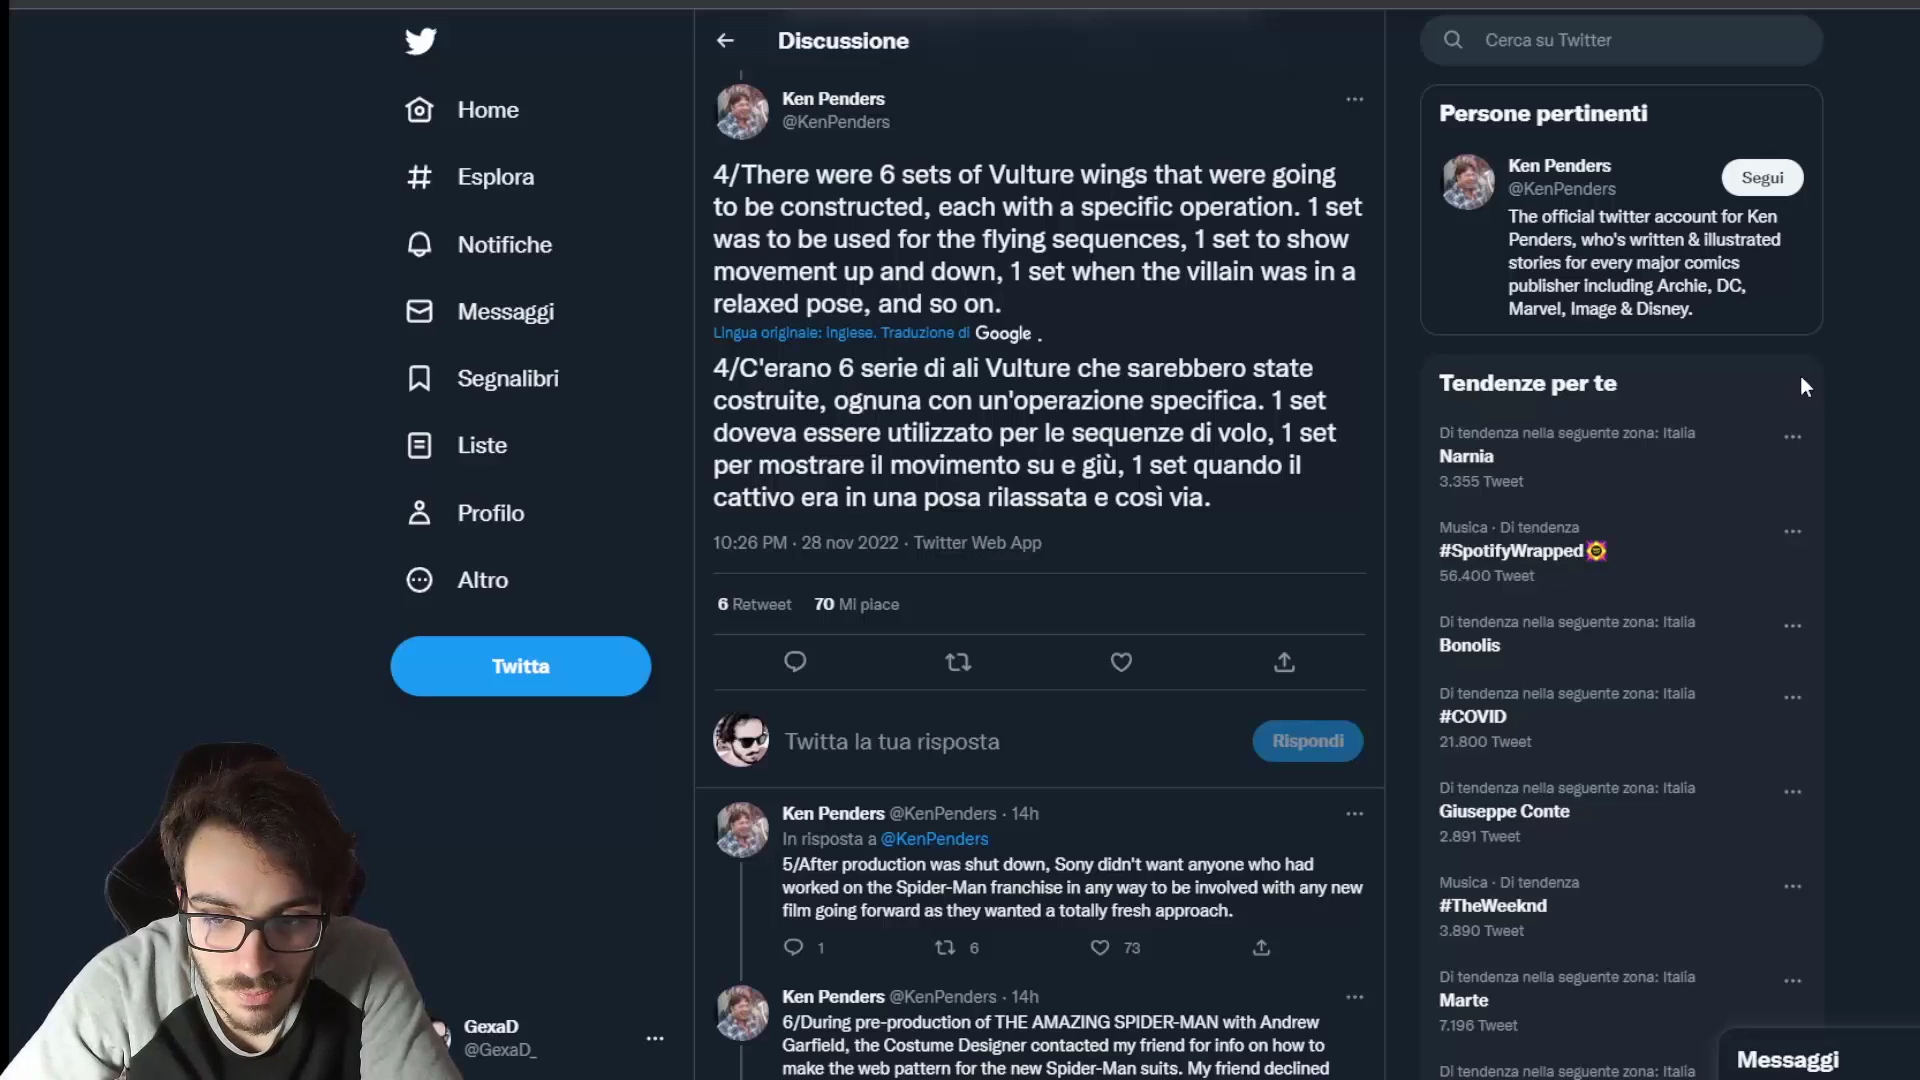 Home
Esplora
Notifiche
Messaggi
Segnalibri
Liste
Profilo
Altro
Twitta
GexaD
@GexaD_
Discussione
Ken Penders
@KenPenders
4/There were 6 sets of Vulture wings that were going
to be constructed, each with a specific operation. 1 set
was to be used for the flying sequences, 1 set to show
movement up and down, 1 set when the villain was in a
relaxed pose, and so on.
Lingua originale: inglese. Traduzione di Google .
4/C'erano 6 serie di ali Vulture che sarebbero state
costruite, ognuna con un'operazione specifica. 1 set
doveva essere utilizzato per le sequenze di volo, 1 set
per mostrare il movimento su e giù, 1 set quando il
cattivo era in una posa rilassata e così via.
10:26 PM · 28 nov 2022 · Twitter Web App
6 Retweet 70 Mi piace
Twitta la tua risposta
Rispondi
Ken Penders @KenPenders · 14h
In risposta a @KenPenders
5/After production was shut down, Sony didn't want anyone who had
worked on the Spider-Man franchise in any way to be involved with any new
film going forward as they wanted a totally fresh approach.
1 6 73
Ken Penders @KenPenders · 14h
6/During pre-production of THE AMAZING SPIDER-MAN with Andrew
Garfield, the Costume Designer contacted my friend for info on how to
make the web pattern for the new Spider-Man suits. My friend declined
Cerca su Twitter
Persone pertinenti
Ken Penders
@KenPenders
Segui
The official twitter account for Ken
Penders, who's written & illustrated
stories for every major comics
publisher including Archie, DC,
Marvel, Image & Disney.
Tendenze per te
Di tendenza nella seguente zona: Italia
Narnia
3.355 Tweet
Musica · Di tendenza
#SpotifyWrapped
56.400 Tweet
Di tendenza nella seguente zona: Italia
Bonolis
Di tendenza nella seguente zona: Italia
#COVID
21.800 Tweet
Di tendenza nella seguente zona: Italia
Giuseppe Conte
2.891 Tweet
Musica · Di tendenza
#TheWeeknd
3.890 Tweet
Di tendenza nella seguente zona: Italia
Marte
7.196 Tweet
Di tendenza nella seguente zona: Italia
Messaggi